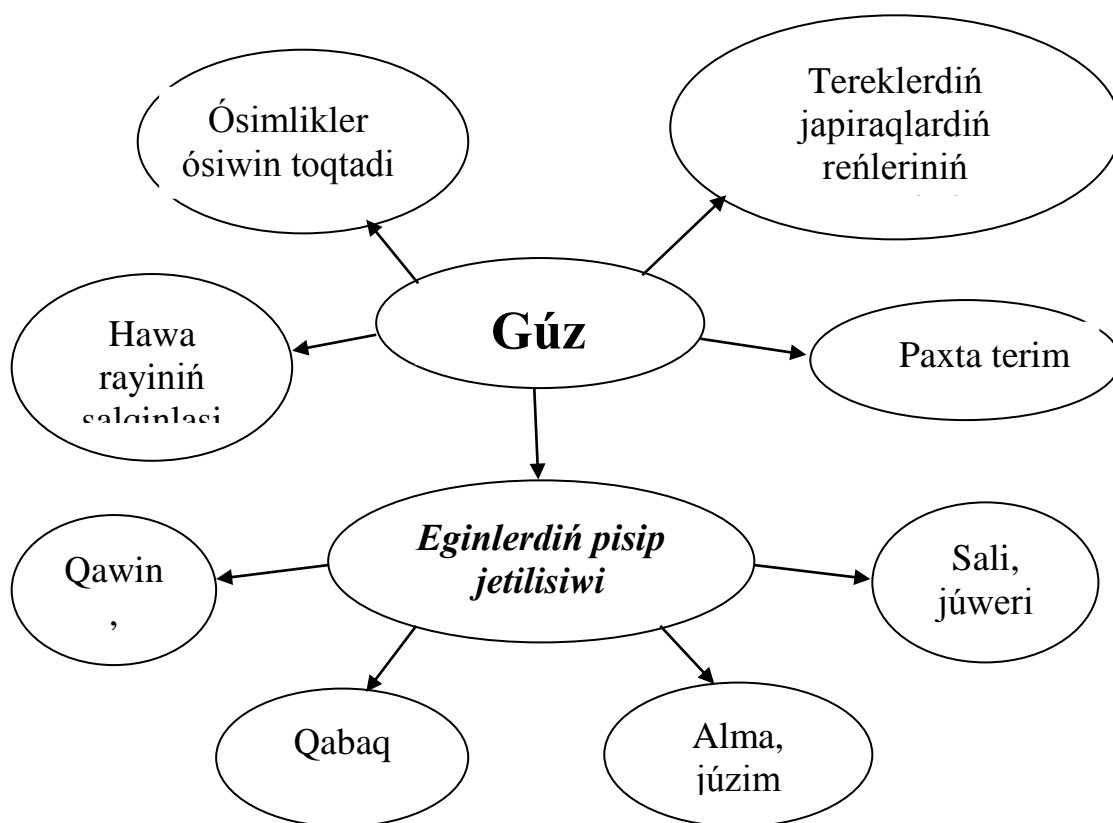 Ósimlikler
ósiwin toqtadi
Tereklerdiń
japiraqlardiń
reńleriniń
Gúz
Hawa
rayiniń
salqinlasi
Paxta terim
Eginlerdiń pisip
jetilisiwi
Qawin
,
Sali,
júweri
Qabaq
Alma,
júzim